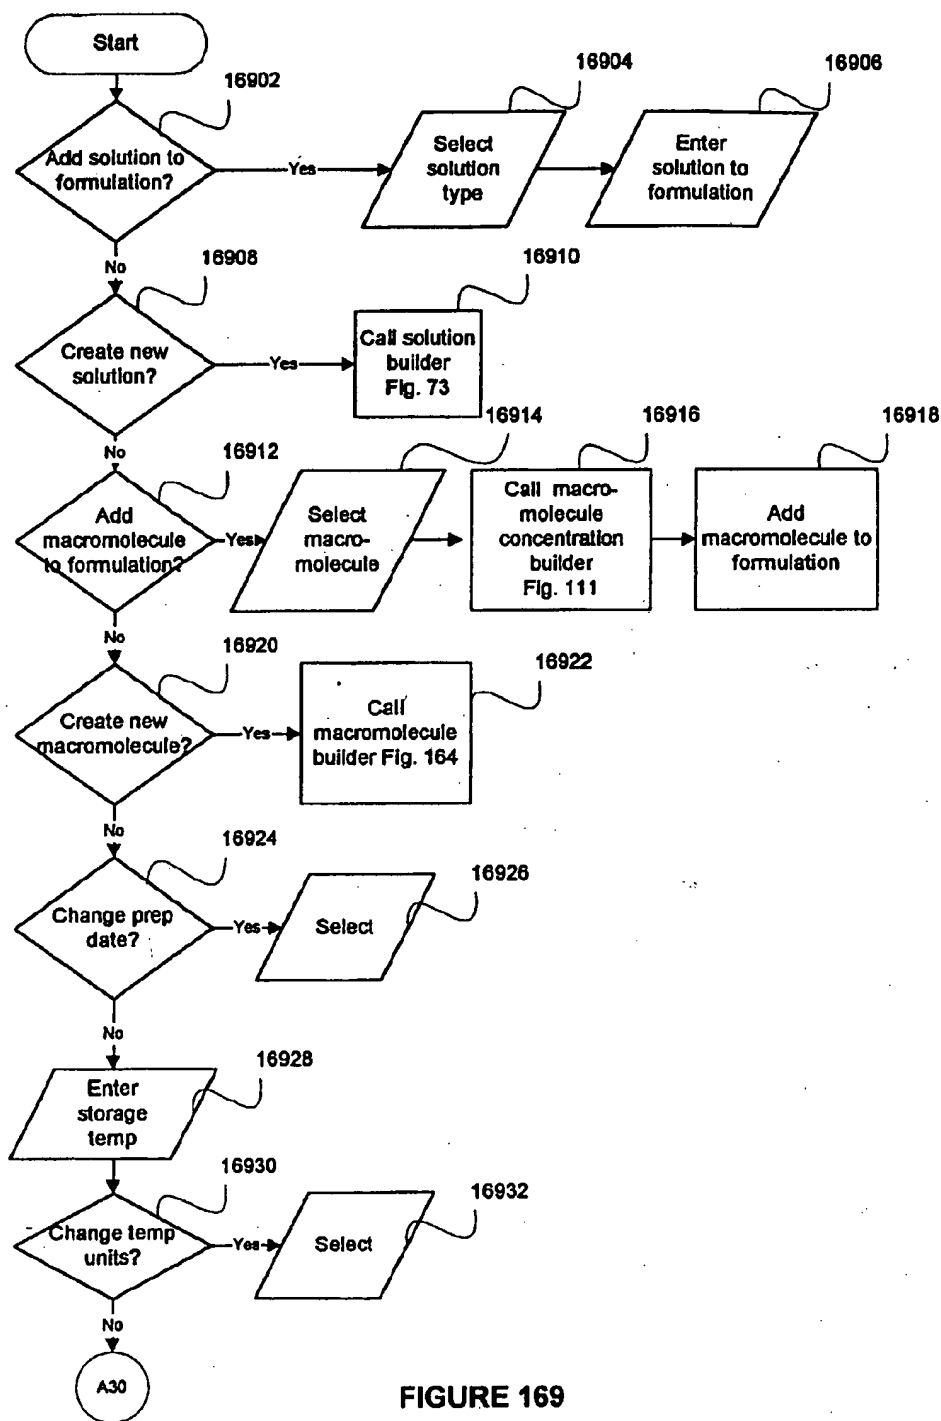 Start
16902
16904
16906
Add solution to
formulation?
Yes
Select
solution
type
Enter
solution to
formulation
No
16908
16910
Create new
solution?
Yes
Call solution
builder
Fig. 73
No
16912
16914
16916
16918
Add
macromolecule
to formulation?
Yes
Select
macro-
molecule
Call macro-
molecule
concentration
builder
Fig. 111
Add
macromolecule to
formulation
No
16920
16922
Create new
macromolecule?
Yes
Call
macromolecule
builder Fig. 164
No
16924
16926
Change prep
date?
Yes
Select
No
16928
Enter
storage
temp
16930
16932
Change temp
units?
Yes
Select
No
A30
FIGURE 169